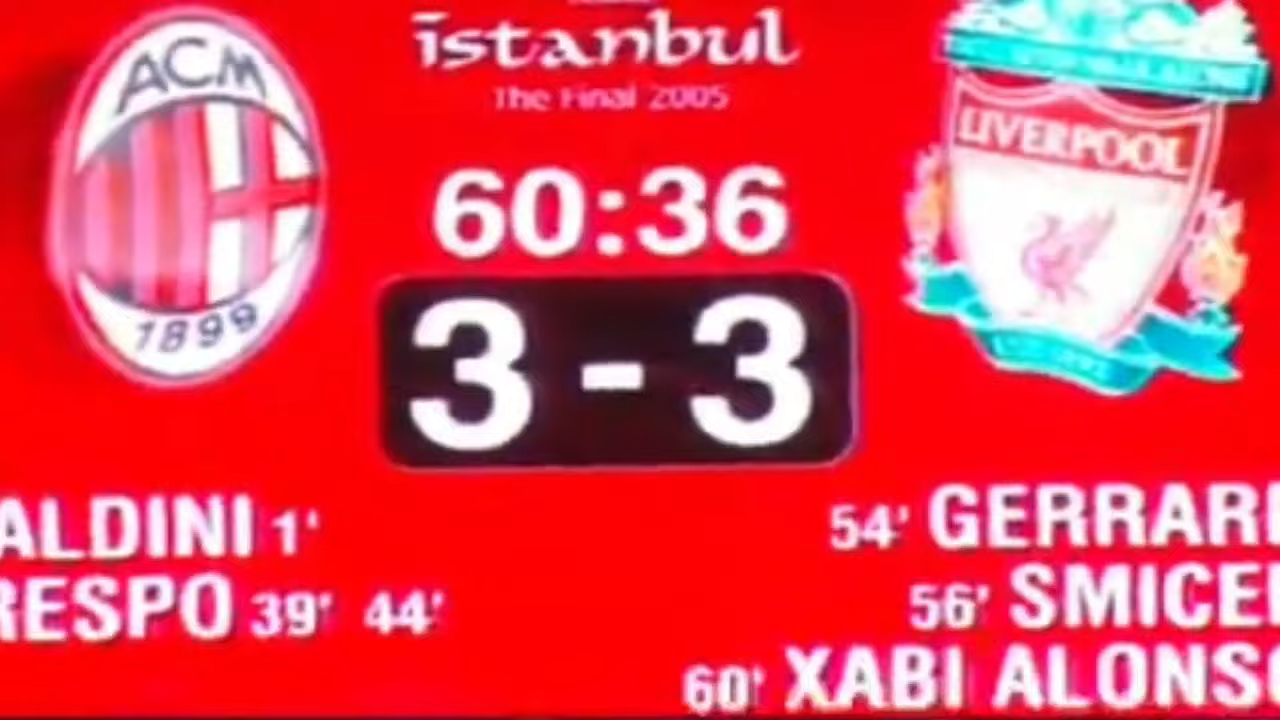 ACM
1899
istanbul
The Final 2005
LIVERPOOL
60:36
3 - 3
ALDINI 1'
RESPO 39' 44'
54' GERRAR
56' SMICE
60' XABI ALONS